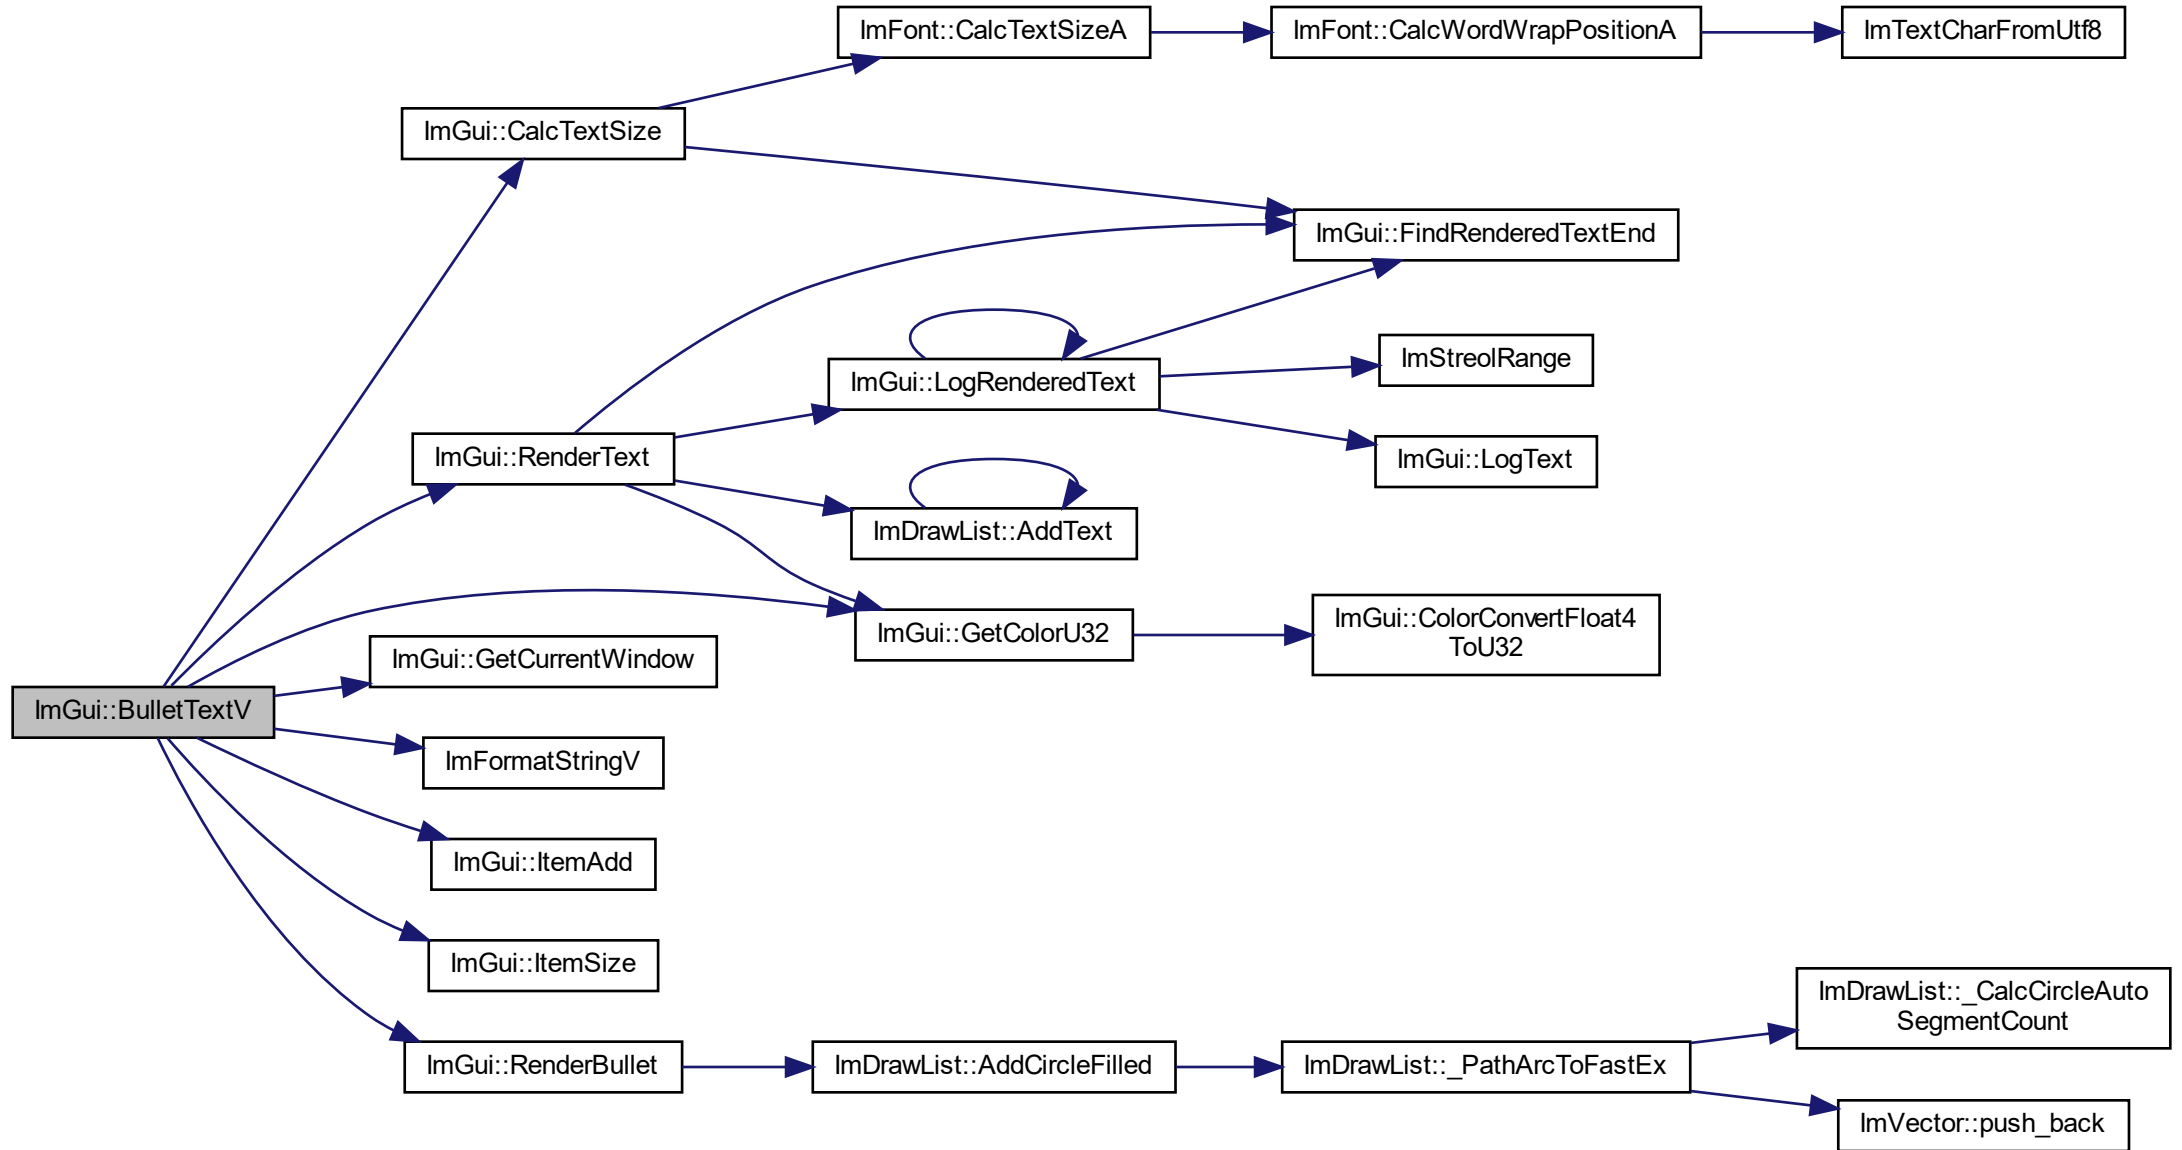 ImFont::CalcTextSizeA
ImFont::CalcWordWrapPositionA
ImTextCharFromUtf8
ImGui::CalcTextSize
ImGui::FindRenderedTextEnd
ImGui::LogRenderedText
ImStreolRange
ImGui::RenderText
ImGui::LogText
ImDrawList::AddText
ImGui::GetColorU32
ImGui::ColorConvertFloat4
ToU32
ImGui::GetCurrentWindow
ImGui::BulletTextV
ImFormatStringV
ImGui::ItemAdd
ImGui::ItemSize
ImGui::RenderBullet
ImDrawList::AddCircleFilled
ImDrawList::_PathArcToFastEx
ImDrawList::_CalcCircleAuto
SegmentCount
ImVector::push_back